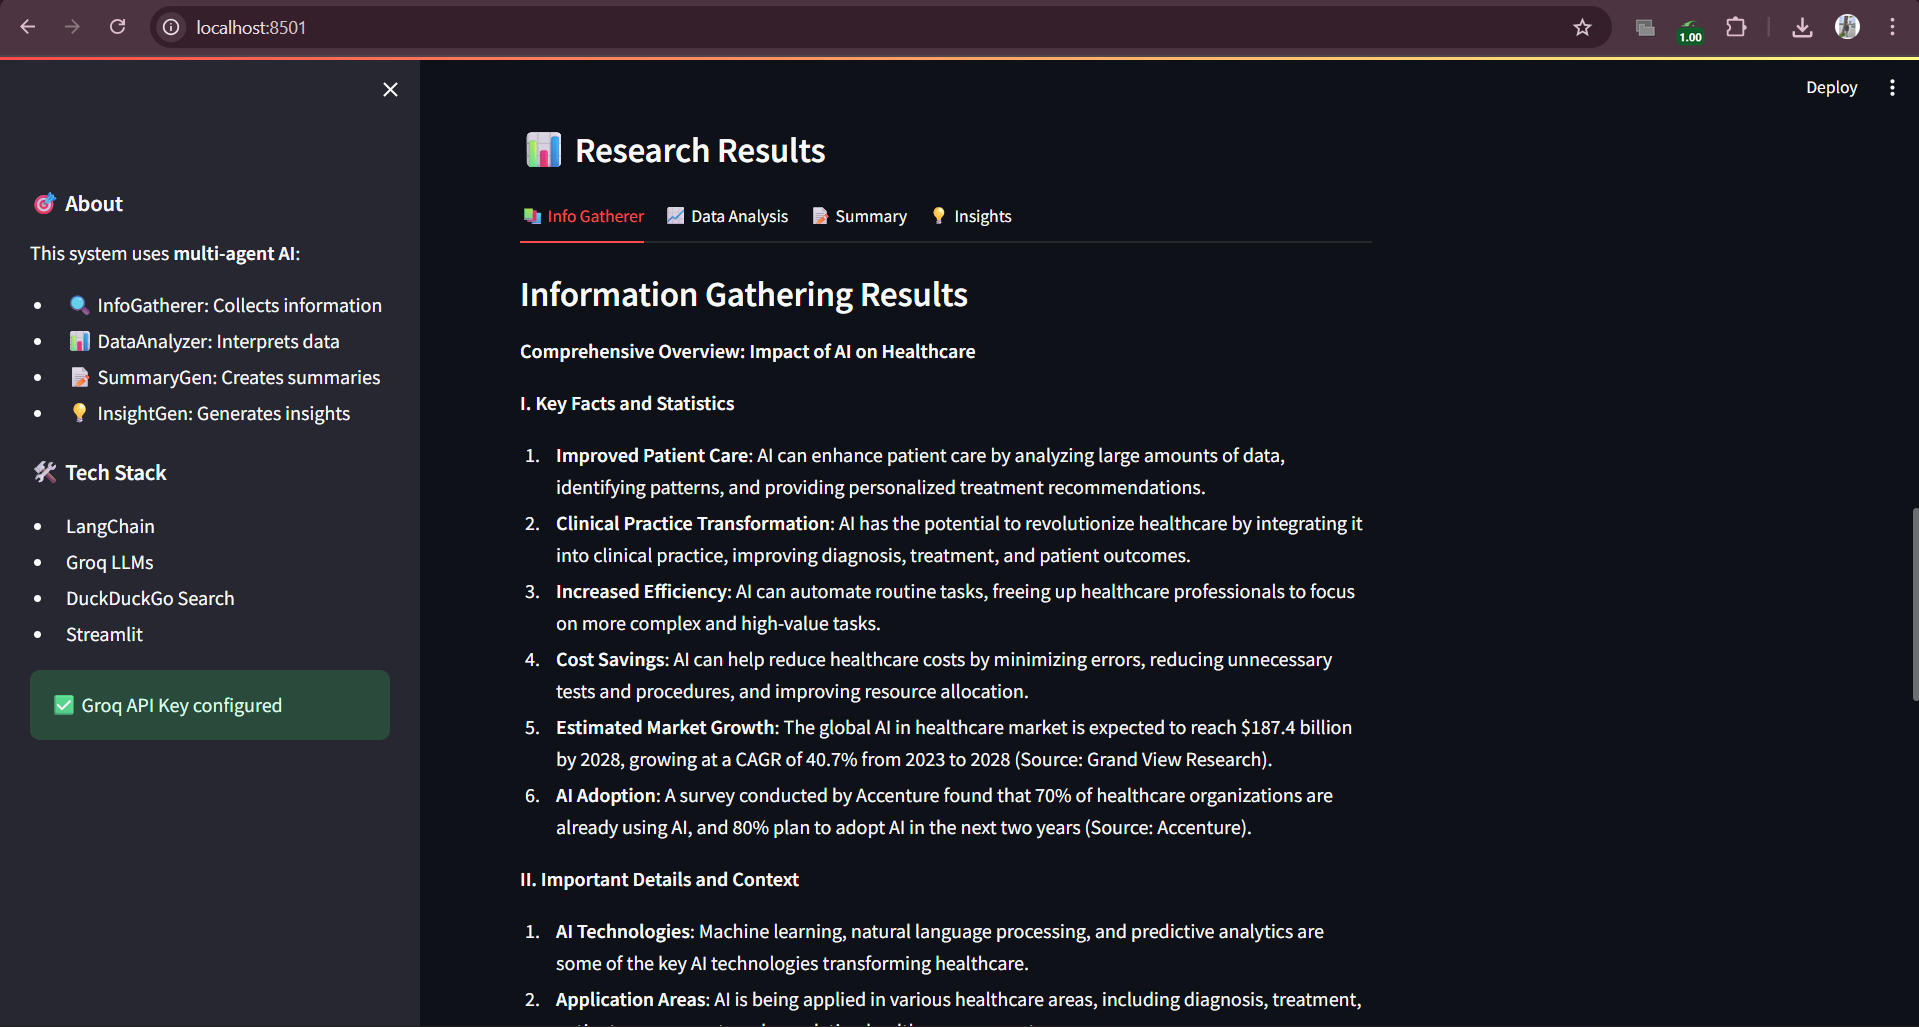 localhost:8501
1.00
Deploy
About
This system uses multi-agent AI:
InfoGatherer: Collects information
DataAnalyzer: Interprets data
SummaryGen: Creates summaries
InsightGen: Generates insights
Tech Stack
LangChain
Groq LLMs
DuckDuckGo Search
Streamlit
Groq API Key configured
Research Results
Info Gatherer Data Analysis Summary Insights
Information Gathering Results
Comprehensive Overview: Impact of AI on Healthcare
I. Key Facts and Statistics
1. Improved Patient Care: AI can enhance patient care by analyzing large amounts of data,
identifying patterns, and providing personalized treatment recommendations.
2. Clinical Practice Transformation: AI has the potential to revolutionize healthcare by integrating it
into clinical practice, improving diagnosis, treatment, and patient outcomes.
3. Increased Efficiency: AI can automate routine tasks, freeing up healthcare professionals to focus
on more complex and high-value tasks.
4. Cost Savings: AI can help reduce healthcare costs by minimizing errors, reducing unnecessary
tests and procedures, and improving resource allocation.
5. Estimated Market Growth: The global AI in healthcare market is expected to reach $187.4 billion
by 2028, growing at a CAGR of 40.7% from 2023 to 2028 (Source: Grand View Research).
6. AI Adoption: A survey conducted by Accenture found that 70% of healthcare organizations are
already using AI, and 80% plan to adopt AI in the next two years (Source: Accenture).
II. Important Details and Context
1. AI Technologies: Machine learning, natural language processing, and predictive analytics are
some of the key AI technologies transforming healthcare.
2. Application Areas: AI is being applied in various healthcare areas, including diagnosis, treatment,